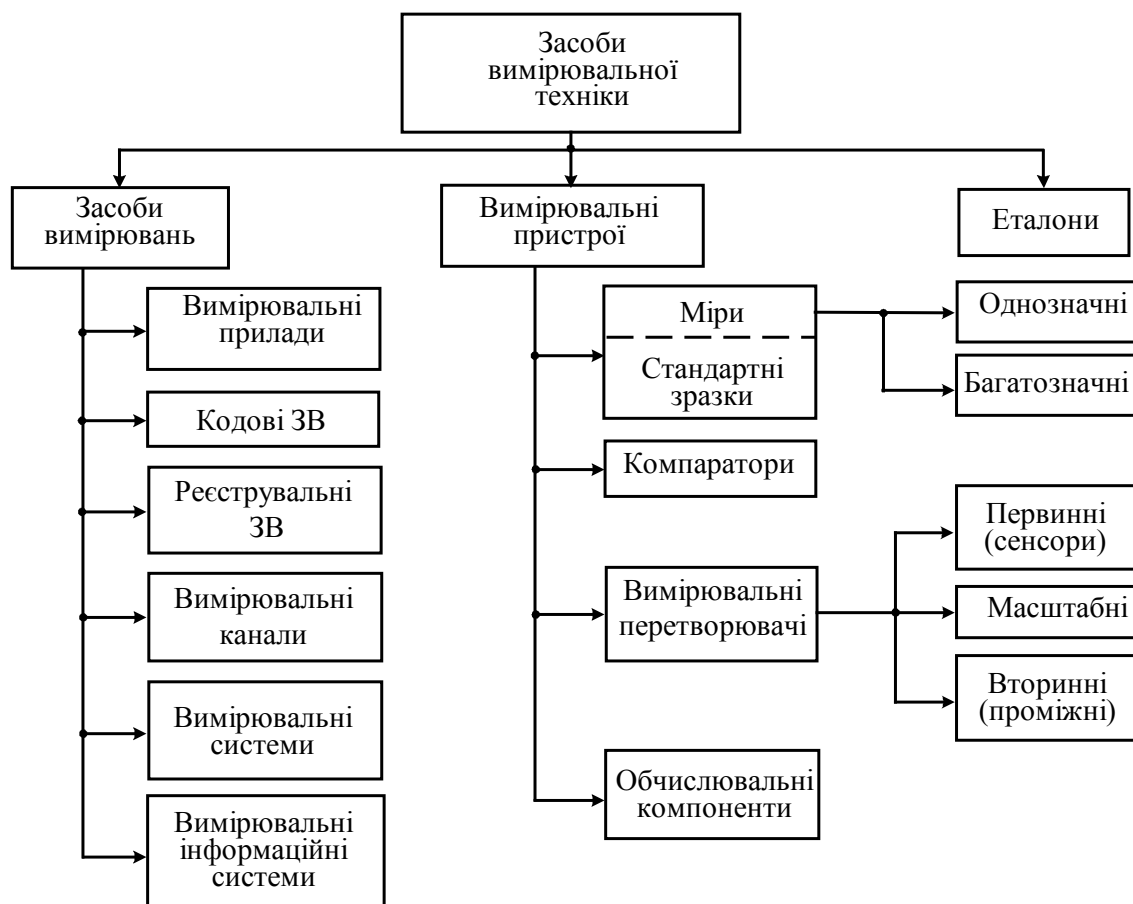 Засоби
вимірювальної
техніки
Засоби
вимірювань
Вимірювальні
пристрої
Еталони
Вимірювальні
прилади
Кодові ЗВ
Реєструвальні
ЗВ
Вимірювальні
канали
Вимірювальні
системи
Вимірювальні
інформаційні
системи
Міри
Стандартні
зразки
Компаратори
Вимірювальні
перетворювачі
Обчислювальні
компоненти
Однозначні
Багатозначні
Первинні
(сенсори)
Масштабні
Вторинні
(проміжні)